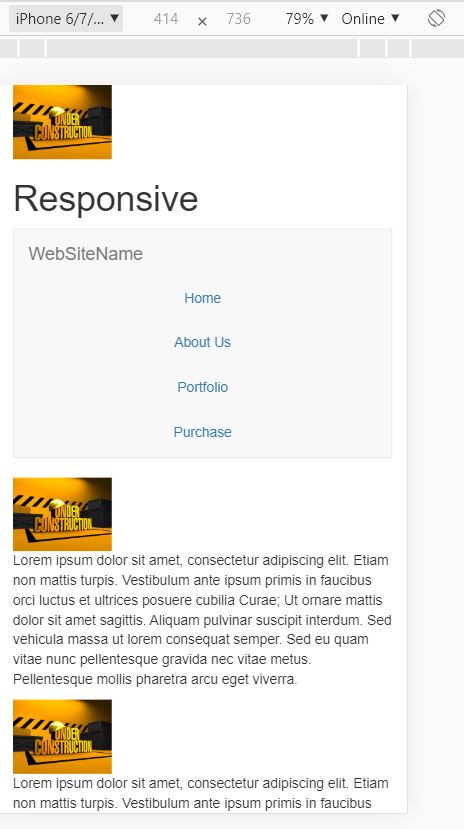 iPhone 6/7/... ▼ 414 × 736 79% ▼ Online ▼
UNDER
CONSTRUCTION
Responsive
WebSiteName
Home
About Us
Portfolio
Purchase
UNDER
CONSTRUCTION
Lorem ipsum dolor sit amet, consectetur adipiscing elit. Etiam
non mattis turpis. Vestibulum ante ipsum primis in faucibus
orci luctus et ultrices posuere cubilia Curae; Ut ornare mattis
dolor sit amet sagittis. Aliquam pulvinar suscipit interdum. Sed
vehicula massa ut lorem consequat semper. Sed eu quam
vitae nunc pellentesque gravida nec vitae metus.
Pellentesque mollis pharetra arcu eget viverra.
UNDER
CONSTRUCTION
Lorem ipsum dolor sit amet, consectetur adipiscing elit. Etiam
non mattis turpis. Vestibulum ante ipsum primis in faucibus